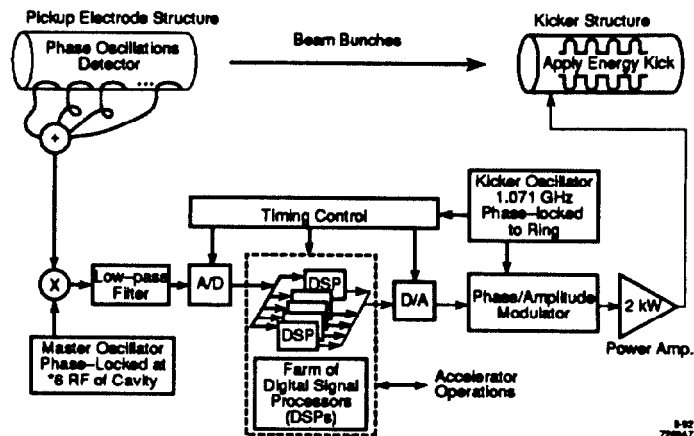 Pickup Electrode Structure
Phase Oscillations
Detector
...
+
Beam Bunches
Kicker Structure
Apply Energy Kick
Kicker Oscillator
1.071 GHz
Phase-locked
to Ring
Timing Control
X
Low-pass
Filter
A/D
DSP
DSP
D/A
Phase/Amplitude
Modulator
2 kW
Power Amp.
Master Oscillator
Phase-Locked at
*6 RF of Cavity
Farm of
Digital Signal
Processors
(DSPs)
Accelerator
Operations